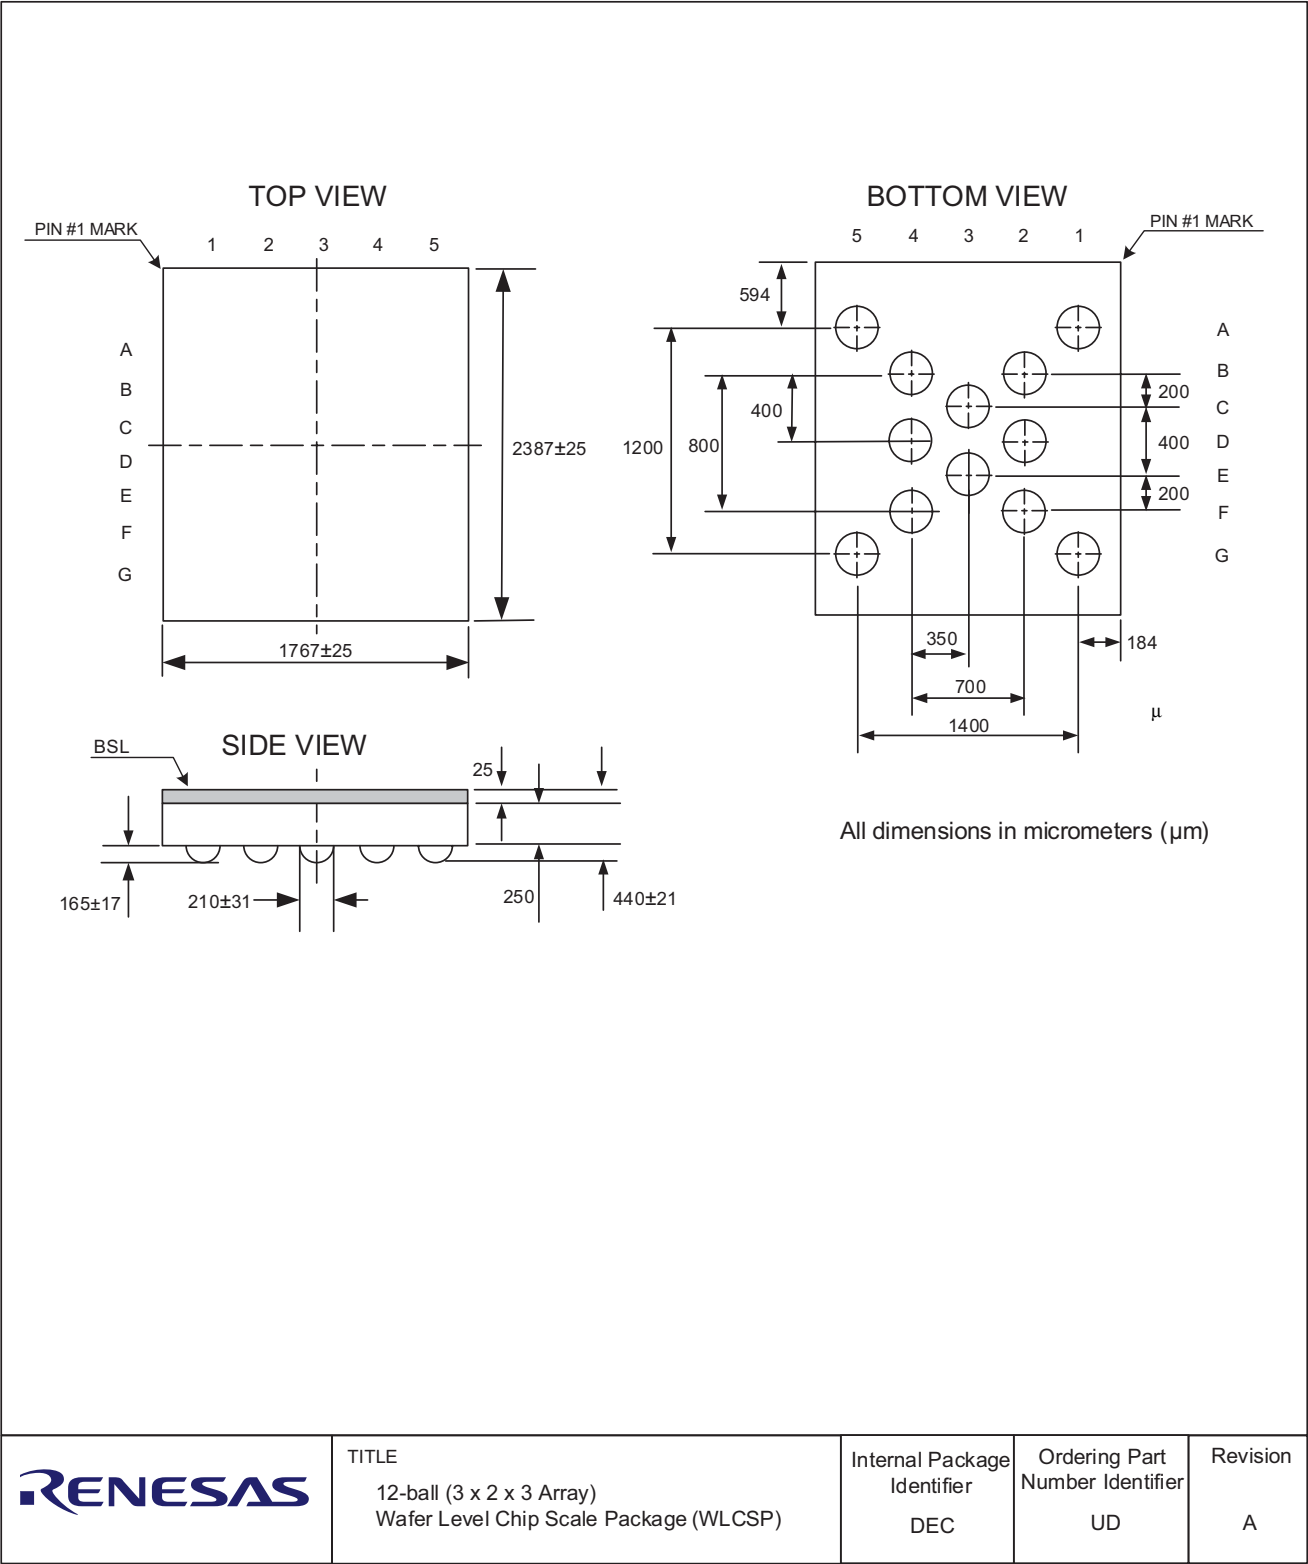 TOP VIEW
PIN #1 MARK
1 2 3 4 5
A
B
C
D
E
F
G
2387±25
1767±25
BOTTOM VIEW
PIN #1 MARK
5 4 3 2 1
594
1200
800
400
A
B
C
D
E
F
G
200
400
200
350
184
700
1400
μ
SIDE VIEW
BSL
25
165±17
210±31
250
440±21
All dimensions in micrometers (μm)
RENESAS
TITLE
12-ball (3 x 2 x 3 Array)
Wafer Level Chip Scale Package (WLCSP)
Internal Package
Identifier
DEC
Ordering Part
Number Identifier
UD
Revision
A